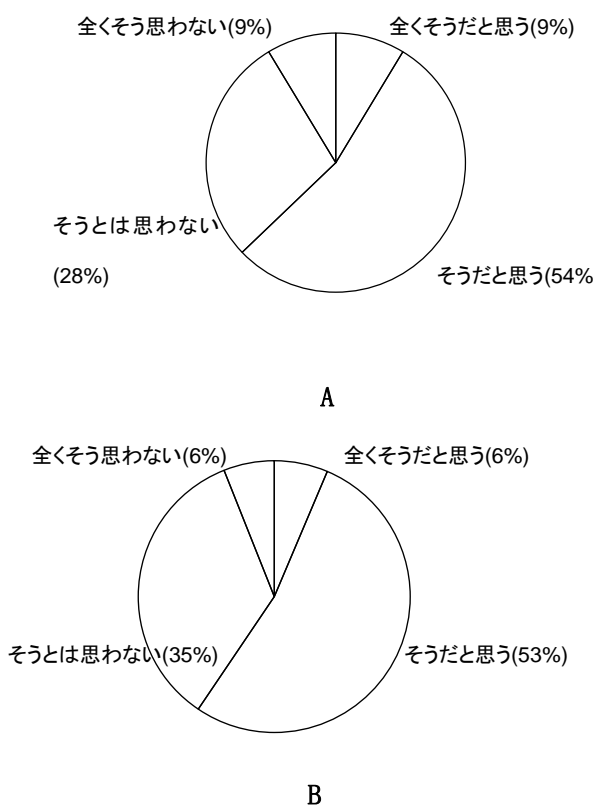 全くそう思わない(9%)
全くそうだと思う(9%)
そうとは思わない
(28%)
そうだと思う(54%
A
全くそう思わない(6%)
全くそうだと思う(6%)
そうとは思わない(35%)
そうだと思う(53%)
B